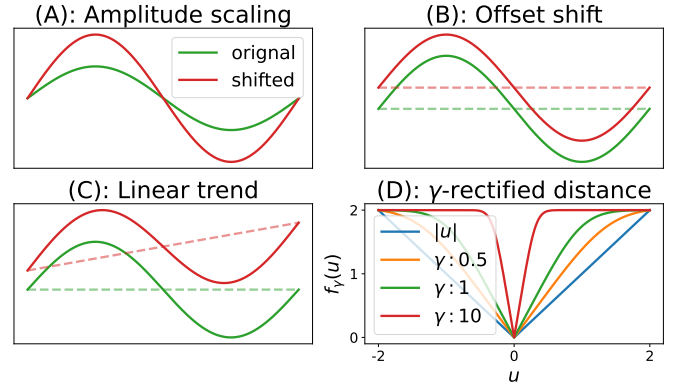 (A): Amplitude scaling
orignal
shifted
(B): Offset shift
(C): Linear trend
(D): γ-rectified distance
|u|
γ : 0.5
γ : 1
γ : 10
f_γ(u)
2
1
0
-2 0 2
u